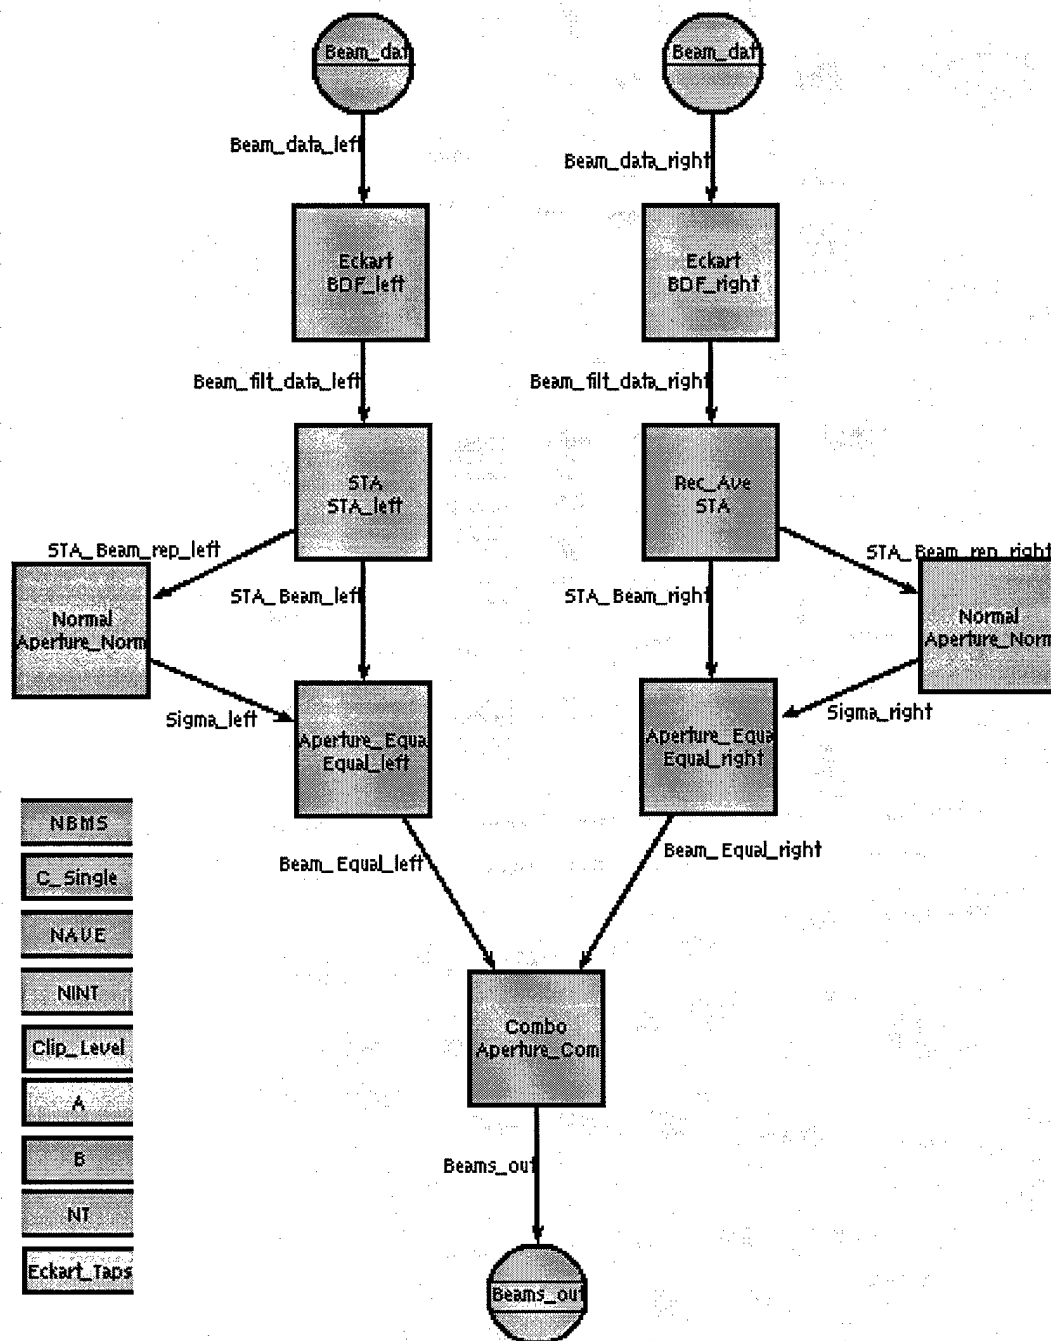 Beam_dat
Beam_dat
Beam_data_left
Beam_data_right
Eckart
BDF_left
Eckart
BDF_right
Beam_filt_data_left
Beam_filt_data_right
STA
STA_left
Rec_Ave
STA
STA_Beam_rep_left
STA_Beam_rep_right
STA_Beam_left
STA_Beam_right
Normal
Aperture_Norm
Normal
Aperture_Norm
Sigma_left
Sigma_right
Aperture_Equa
Equal_left
Aperture_Equa
Equal_right
NBMS
Beam_Equal_left
Beam_Equal_right
C_Single
NAVE
NINT
Combo
Aperture_Com
Clip_Level
A
B
Beams_out
NT
Eckart_Taps
Beams_out